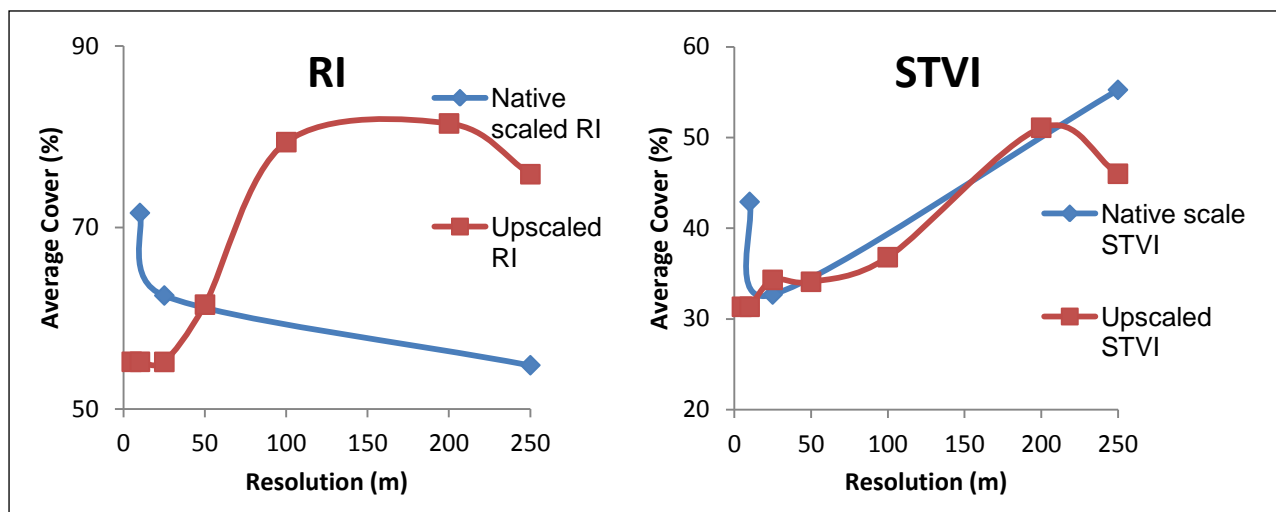 RI
90
70
50
Average Cover (%)
0 50 100 150 200 250
Resolution (m)
Native
scaled RI
Upscaled
RI
STVI
60
50
40
30
20
Average Cover (%)
0 50 100 150 200 250
Resolution (m)
Native scale
STVI
Upscaled
STVI